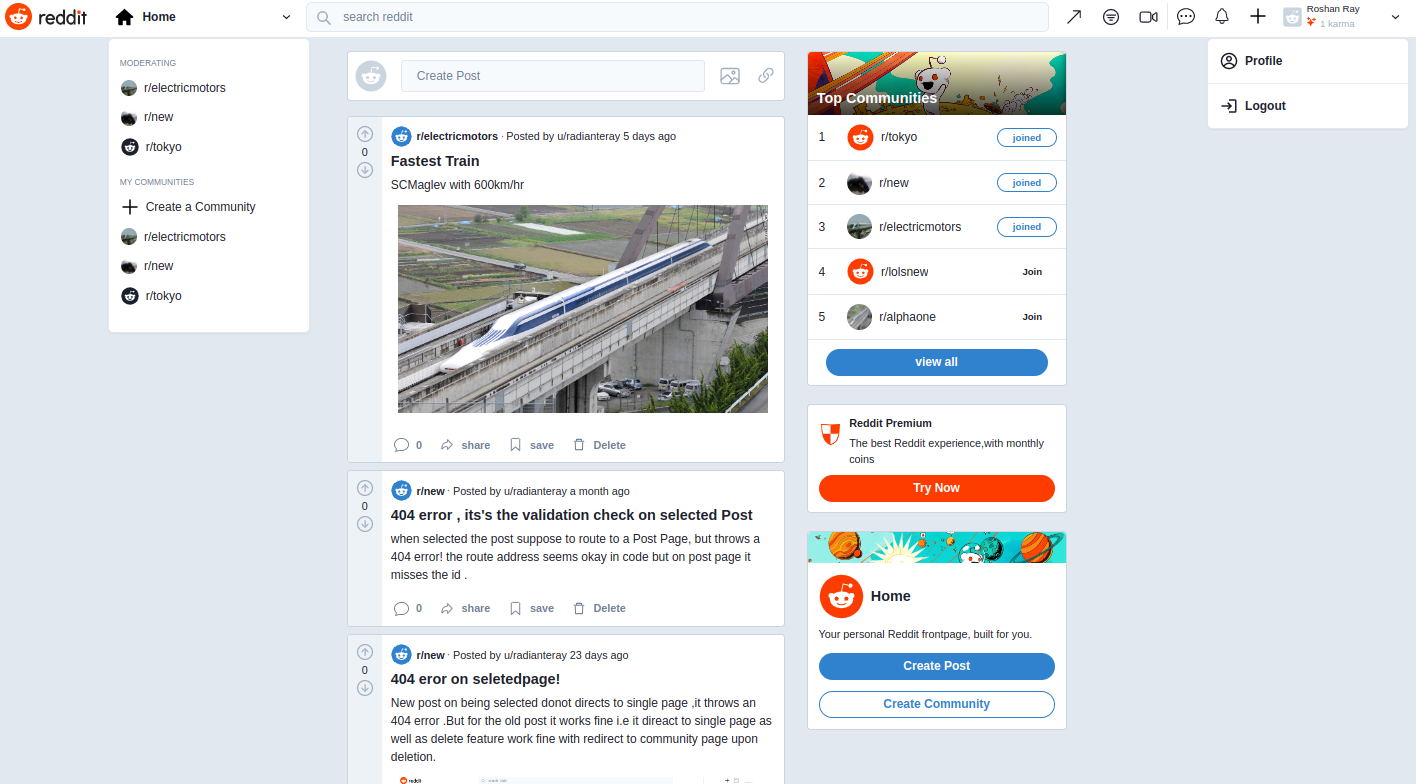 reddit
Home
search reddit
Roshan Ray
1 karma
MODERATING
r/electricmotors
r/new
r/tokyo
MY COMMUNITIES
Create a Community
r/electricmotors
r/new
r/tokyo
Create Post
0
r/electricmotors · Posted by u/radianteray 5 days ago
Fastest Train
SCMaglev with 600km/hr
0 share save Delete
0
r/new · Posted by u/radianteray a month ago
404 error , its's the validation check on selected Post
when selected the post suppose to route to a Post Page, but throws a
404 error! the route address seems okay in code but on post page it
misses the id .
0 share save Delete
0
r/new · Posted by u/radianteray 23 days ago
404 eror on seletedpage!
New post on being selected donot directs to single page ,it throws an
404 error .But for the old post it works fine i.e it direact to single page as
well as delete feature work fine with redirect to community page upon
deletion.
reddit
Top Communities
1 r/tokyo joined
2 r/new joined
3 r/electricmotors joined
4 r/lolsnew Join
5 r/alphaone Join
view all
Reddit Premium
The best Reddit experience,with monthly
coins
Try Now
Home
Your personal Reddit frontpage, built for you.
Create Post
Create Community
Profile
Logout